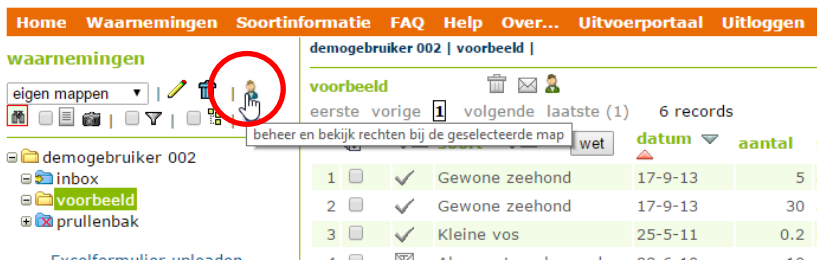 Home Waarnemingen Soortinformatie FAQ Help Over... Uitvoerportaal Uitloggen
waarnemingen
eigen mappen
demogebruiker 002
inbox
voorbeeld
prullenbak
Excelformulier uploaden
demogebruiker 002 | voorbeeld |
voorbeeld
eerste vorige 1 volgende laatste (1) 6 records
beheer en bekijk rechten bij de geselecteerde map
wet datum aantal
1 Gewone zeehond 17-9-13 5
2 Gewone zeehond 17-9-13 30
3 Kleine vos 25-5-11 0.2